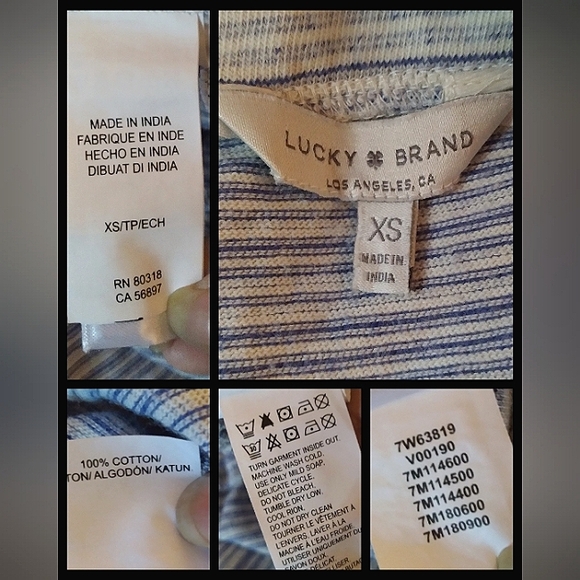 MADE IN INDIA
FABRIQUE EN INDE
HECHO EN INDIA
DIBUAT DI INDIA
XS/TP/ECH
RN 80318
CA 56897
LUCKY BRAND
LOS ANGELES, CA
XS
MADE IN
INDIA
100% COTTON/
TON/ ALGODÓN/ KATUN
TURN GARMENT INSIDE OUT.
MACHINE WASH COLD.
USE ONLY MILD SOAP,
DELICATE CYCLE.
DO NOT BLEACH.
TUMBLE DRY LOW.
COOL RION.
DO NOT DRY CLEAN
TOURNER LE VÊTEMENT À
L'ENVERS, LAVER À LA
MACHINE À L'EAU FROIDE.
UTILISER UNIQUEMENT DU
SAVON DOUX.
7W63819
V00190
7M114600
7M114500
7M114400
7M180600
7M180900